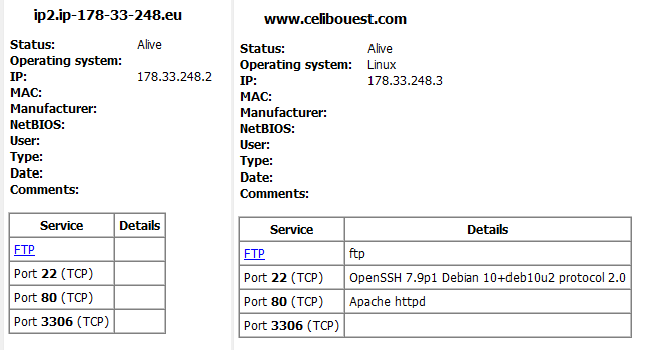 ip2.ip-178-33-248.eu
Status: Alive
Operating system:
IP: 178.33.248.2
MAC:
Manufacturer:
NetBIOS:
User:
Type:
Date:
Comments:
Service Details
FTP
Port 22 (TCP)
Port 80 (TCP)
Port 3306 (TCP)
www.celibouest.com
Status: Alive
Operating system: Linux
IP: 178.33.248.3
MAC:
Manufacturer:
NetBIOS:
User:
Type:
Date:
Comments:
Service Details
FTP ftp
Port 22 (TCP) OpenSSH 7.9p1 Debian 10+deb10u2 protocol 2.0
Port 80 (TCP) Apache httpd
Port 3306 (TCP)